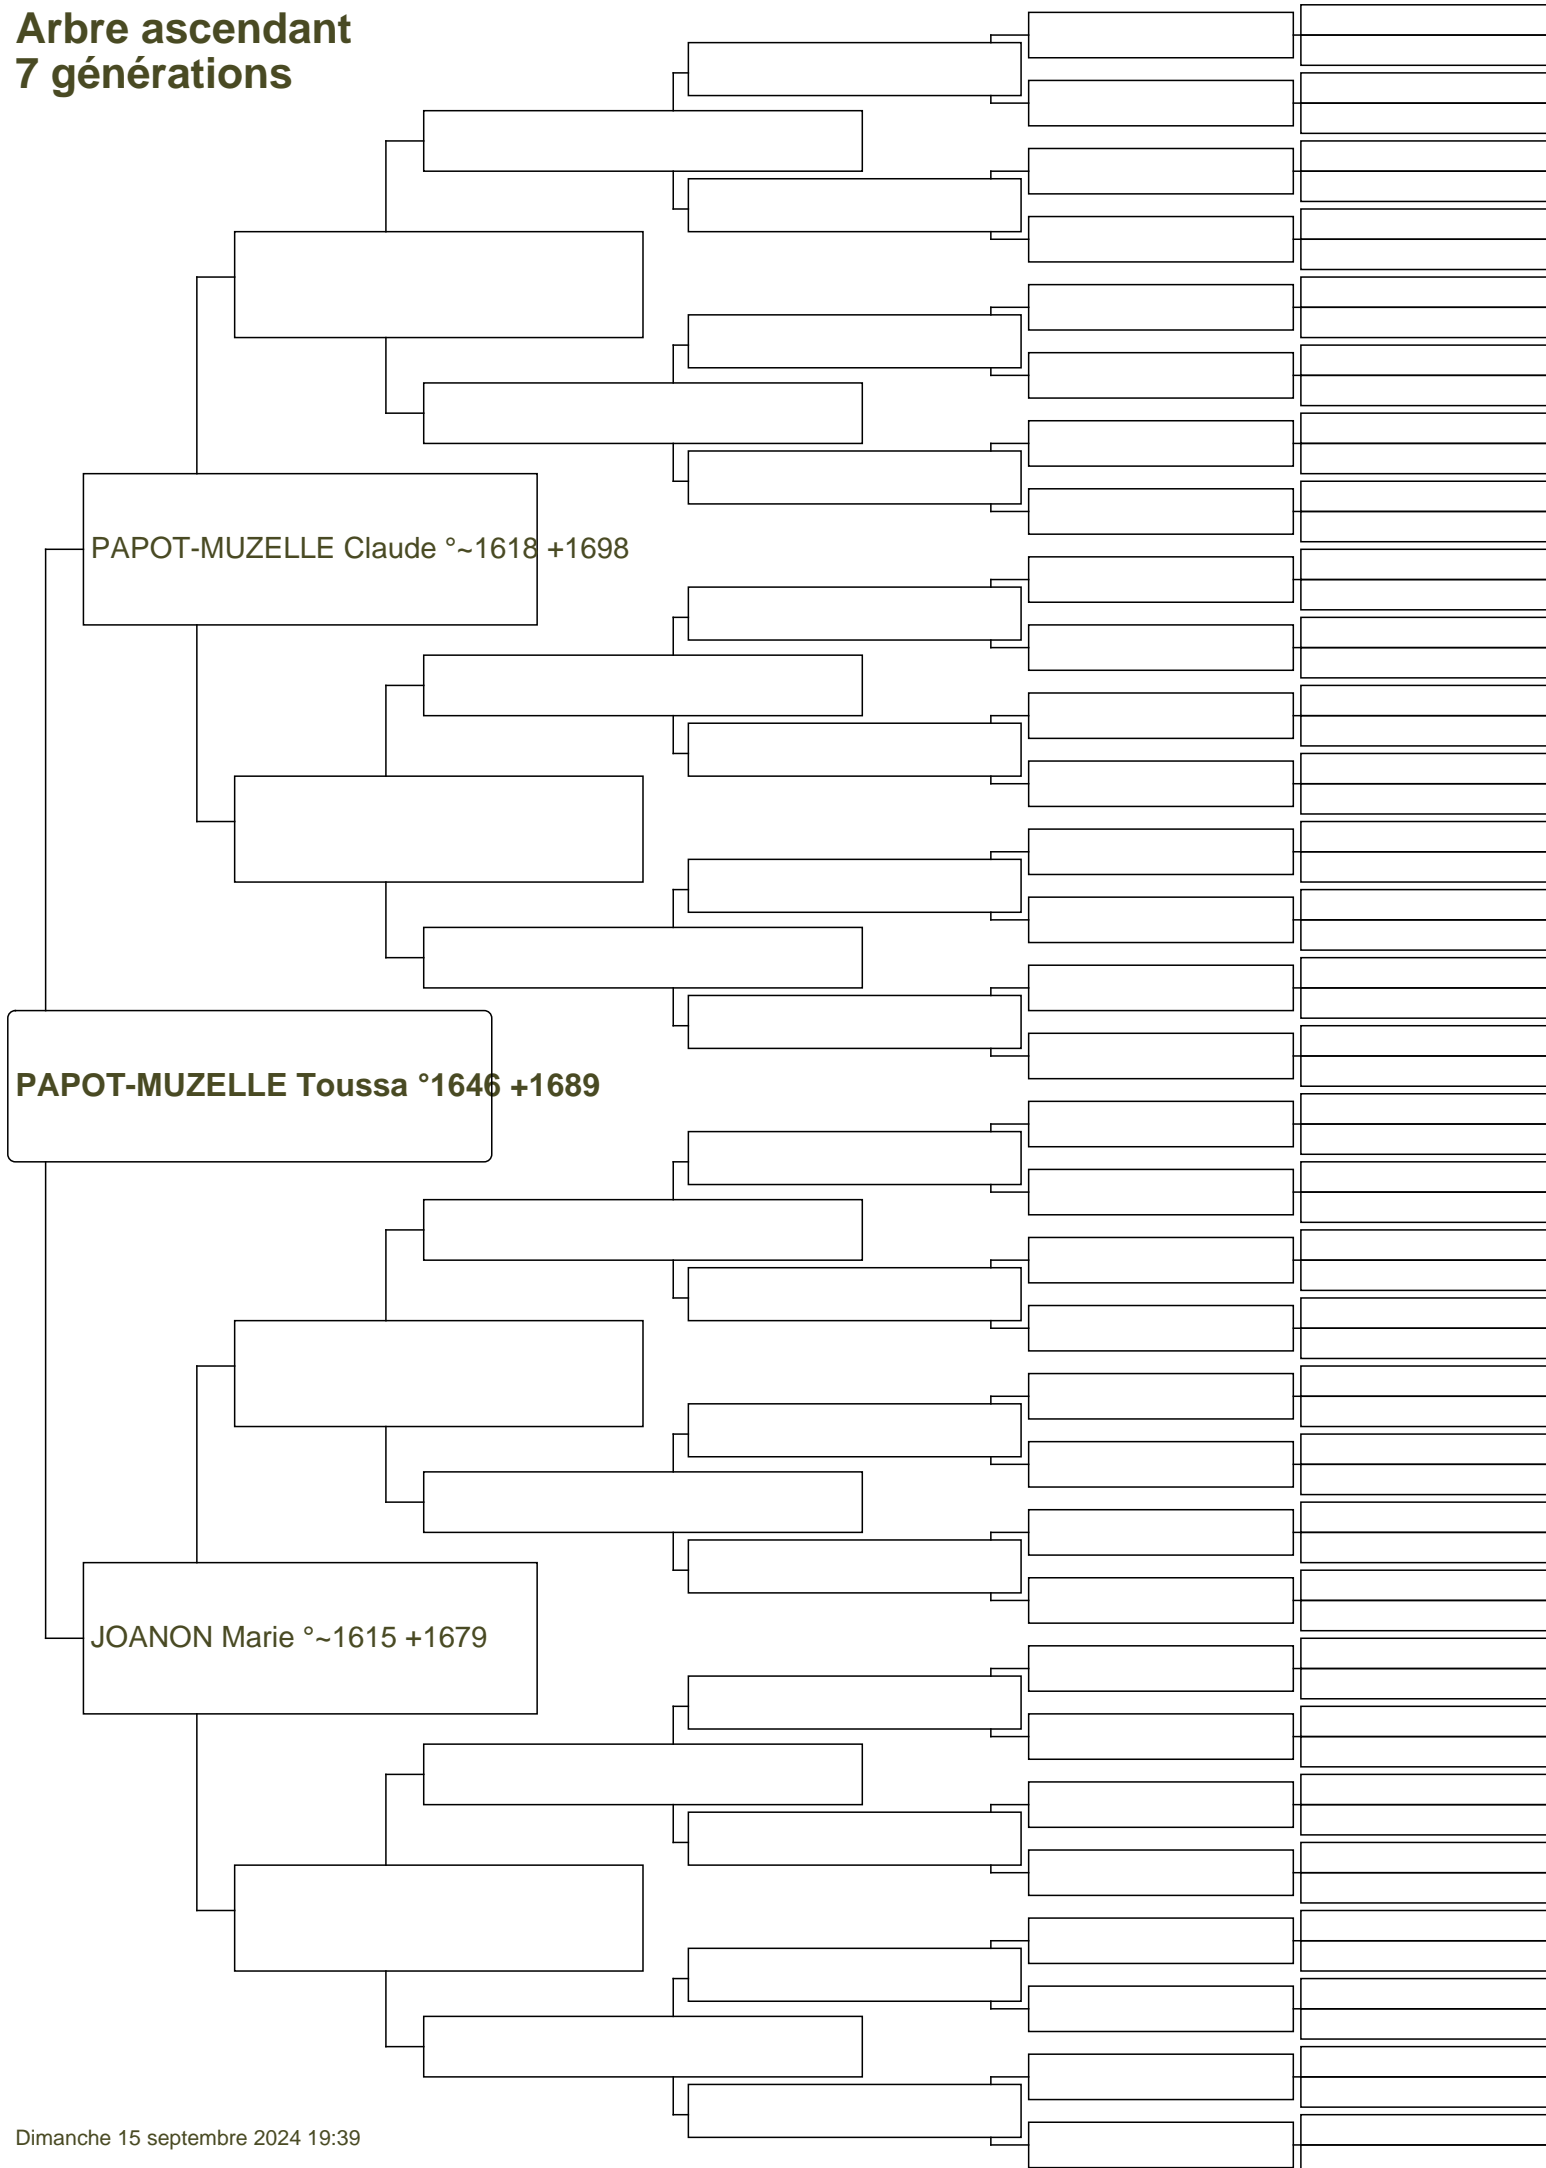 Arbre ascendant
7 générations
PAPOT-MUZELLE Claude °~1618 +1698
PAPOT-MUZELLE Toussa °1646 +1689
JOANON Marie °~1615 +1679
Dimanche 15 septembre 2024 19:39